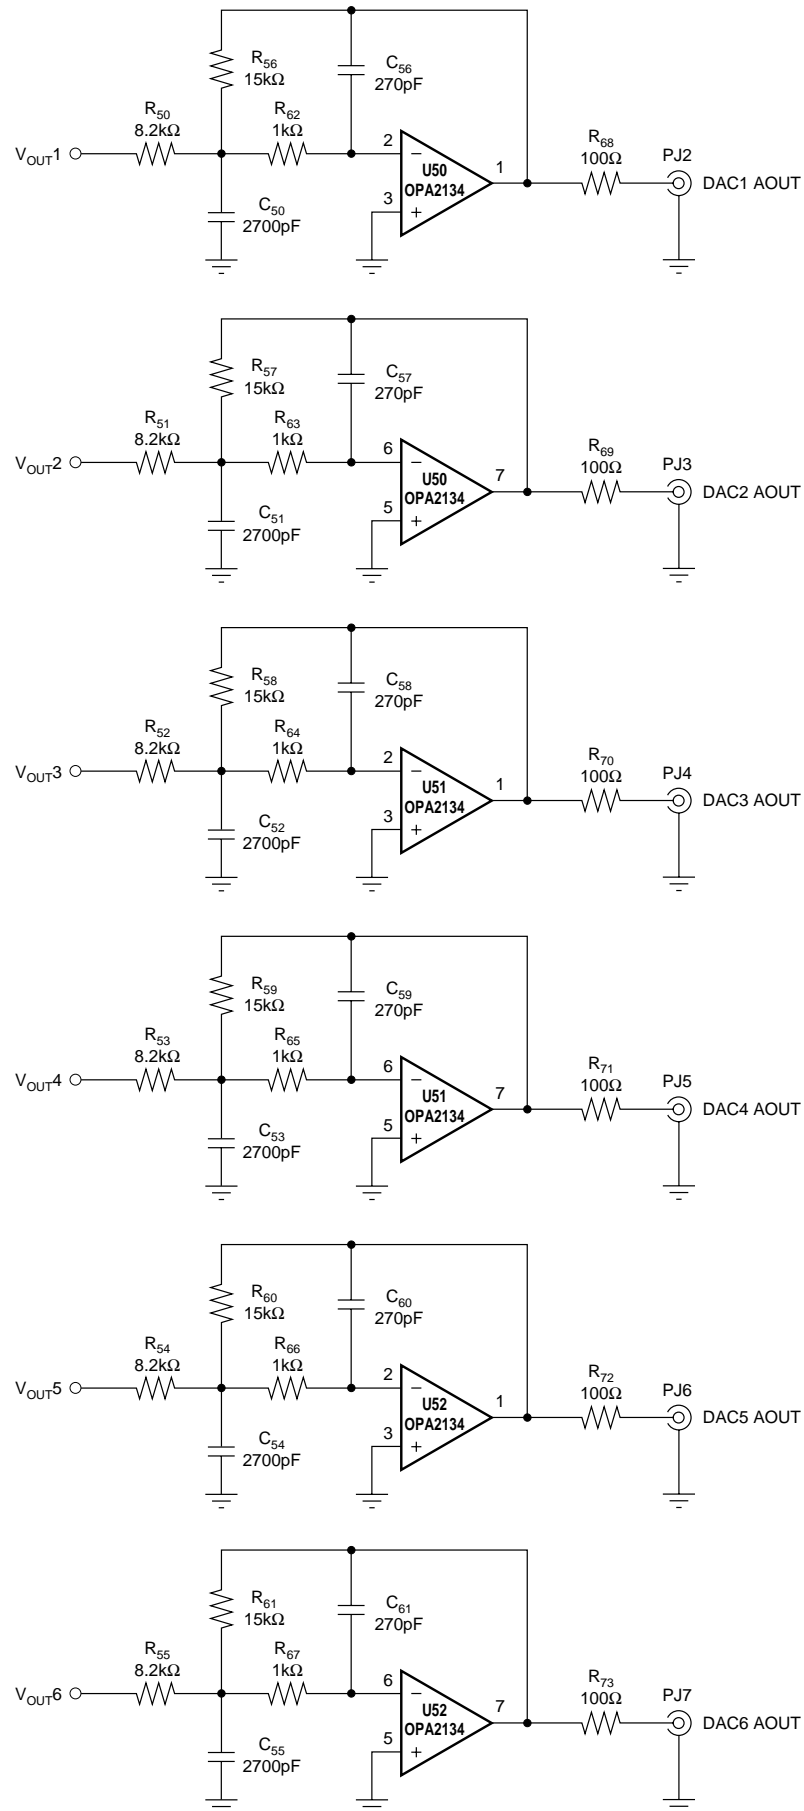 R56
15kΩ
C56
270pF
R50
8.2kΩ
R62
1kΩ
VOUT1
2
−
U50
OPA2134
3
+
1
R68
100Ω
PJ2
DAC1 AOUT
C50
2700pF
R57
15kΩ
C57
270pF
R51
8.2kΩ
R63
1kΩ
VOUT2
6
−
U50
OPA2134
5
+
7
R69
100Ω
PJ3
DAC2 AOUT
C51
2700pF
R58
15kΩ
C58
270pF
R52
8.2kΩ
R64
1kΩ
VOUT3
2
−
U51
OPA2134
3
+
1
R70
100Ω
PJ4
DAC3 AOUT
C52
2700pF
R59
15kΩ
C59
270pF
R53
8.2kΩ
R65
1kΩ
VOUT4
6
−
U51
OPA2134
5
+
7
R71
100Ω
PJ5
DAC4 AOUT
C53
2700pF
R60
15kΩ
C60
270pF
R54
8.2kΩ
R66
1kΩ
VOUT5
2
−
U52
OPA2134
3
+
1
R72
100Ω
PJ6
DAC5 AOUT
C54
2700pF
R61
15kΩ
C61
270pF
R55
8.2kΩ
R67
1kΩ
VOUT6
6
−
U52
OPA2134
5
+
7
R73
100Ω
PJ7
DAC6 AOUT
C55
2700pF